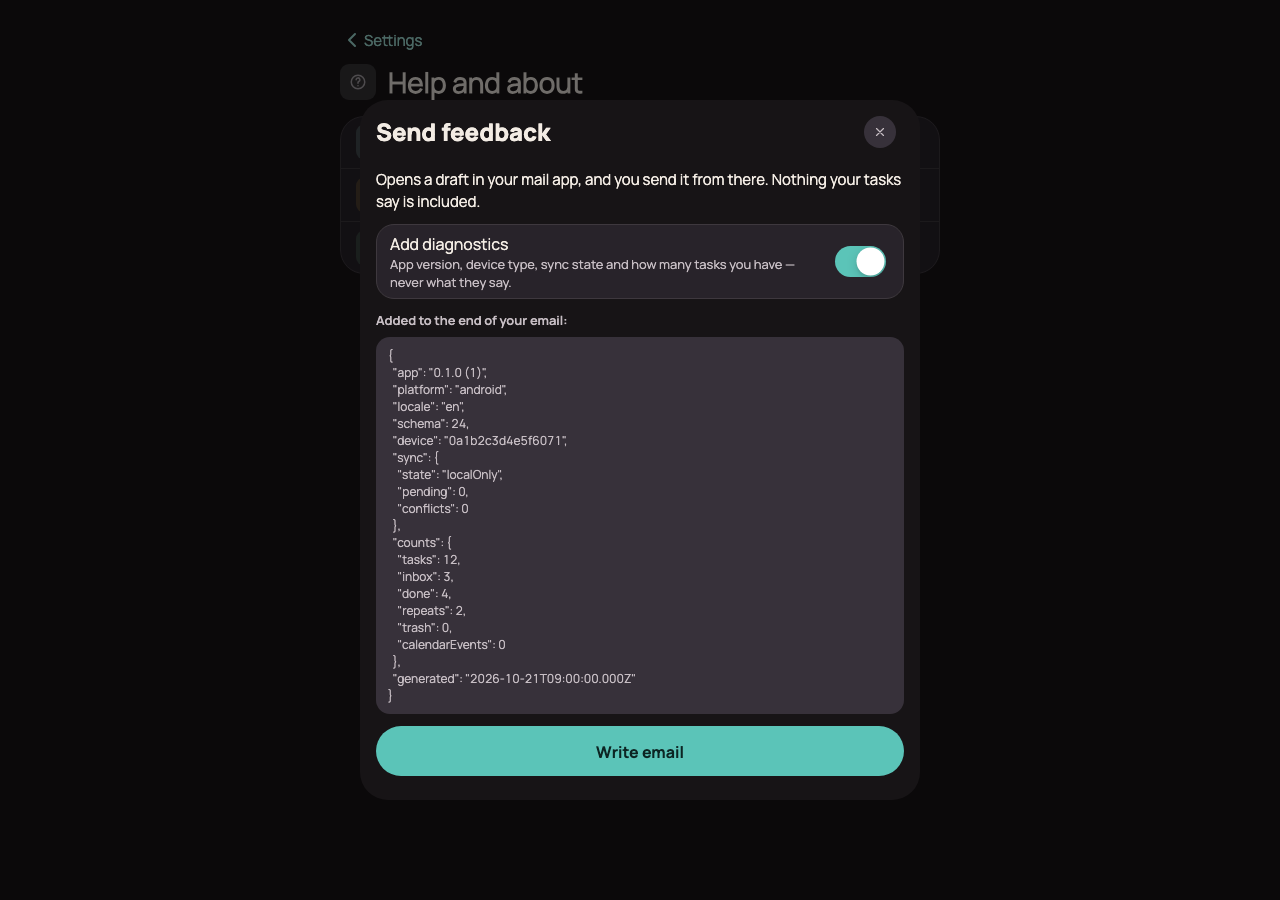 Settings
Help and about
Send feedback
Opens a draft in your mail app, and you send it from there. Nothing your tasks
say is included.
Add diagnostics
App version, device type, sync state and how many tasks you have —
never what they say.
Added to the end of your email:
{
"app": "0.1.0 (1)",
"platform": "android",
"locale": "en",
"schema": 24,
"device": "0a1b2c3d4e5f6071",
"sync": {
"state": "localOnly",
"pending": 0,
"conflicts": 0
},
"counts": {
"tasks": 12,
"inbox": 3,
"done": 4,
"repeats": 2,
"trash": 0,
"calendarEvents": 0
},
"generated": "2026-10-21T09:00:00.000Z"
}
Write email